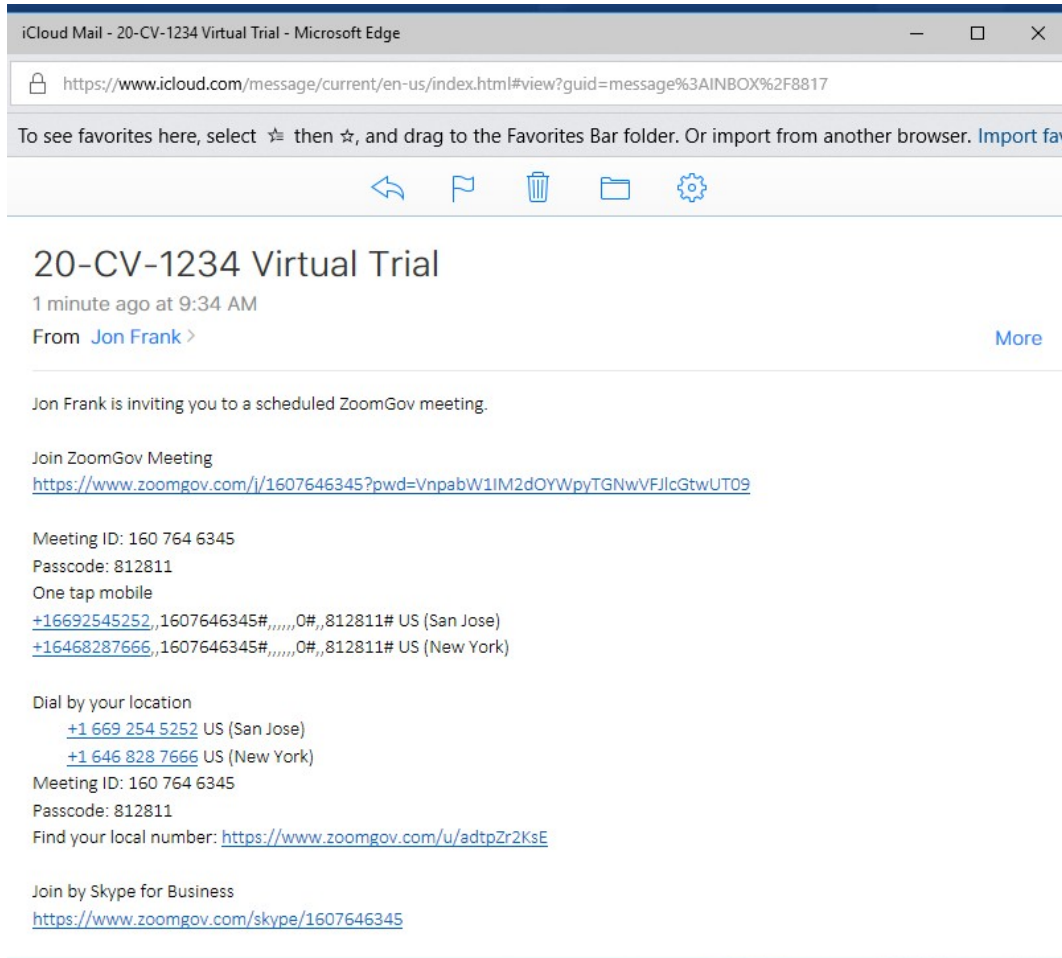 iCloud Mail - 20-CV-1234 Virtual Trial - Microsoft Edge
https://www.icloud.com/message/current/en-us/index.html#view?guid=message%3AINBOX%2F8817
To see favorites here, select then , and drag to the Favorites Bar folder. Or import from another browser. Import fav
20-CV-1234 Virtual Trial
1 minute ago at 9:34 AM
From Jon Frank >
More
Jon Frank is inviting you to a scheduled ZoomGov meeting.
Join ZoomGov Meeting
https://www.zoomgov.com/j/1607646345?pwd=VnpabW1IM2dOYWpyTGNwVFJlcGtwUT09
Meeting ID: 160 764 6345
Passcode: 812811
One tap mobile
+16692545252,,1607646345#,,,,,,0#,,812811# US (San Jose)
+16468287666,,1607646345#,,,,,,0#,,812811# US (New York)
Dial by your location
+1 669 254 5252 US (San Jose)
+1 646 828 7666 US (New York)
Meeting ID: 160 764 6345
Passcode: 812811
Find your local number: https://www.zoomgov.com/u/adtpZr2KsE
Join by Skype for Business
https://www.zoomgov.com/skype/1607646345